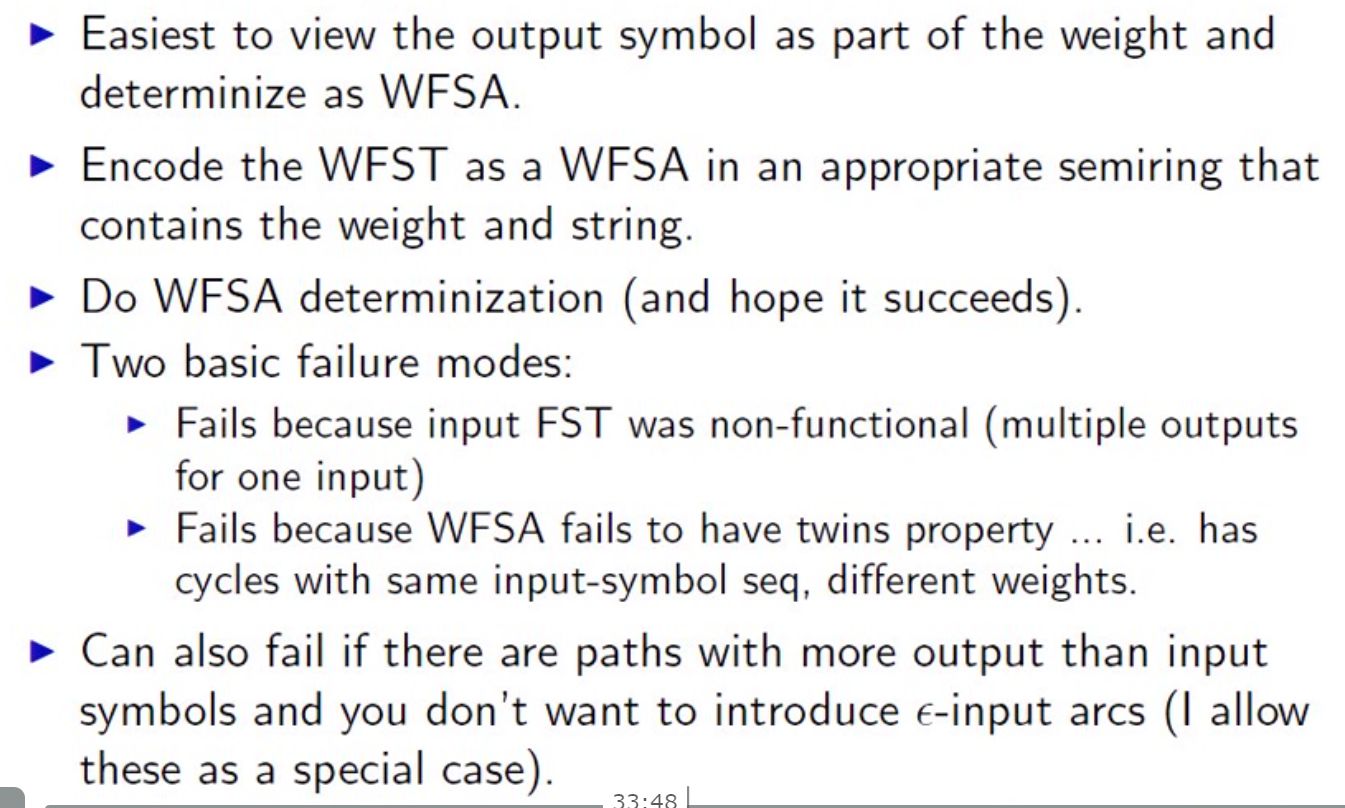 Easiest to view the output symbol as part of the weight and
determinize as WFSA.
Encode the WFST as a WFSA in an appropriate semiring that
contains the weight and string.
Do WFSA determinization (and hope it succeeds).
Two basic failure modes:
Fails because input FST was non-functional (multiple outputs
for one input)
Fails because WFSA fails to have twins property ... i.e. has
cycles with same input-symbol seq, different weights.
Can also fail if there are paths with more output than input
symbols and you don't want to introduce ϵ-input arcs (I allow
these as a special case).
33:48